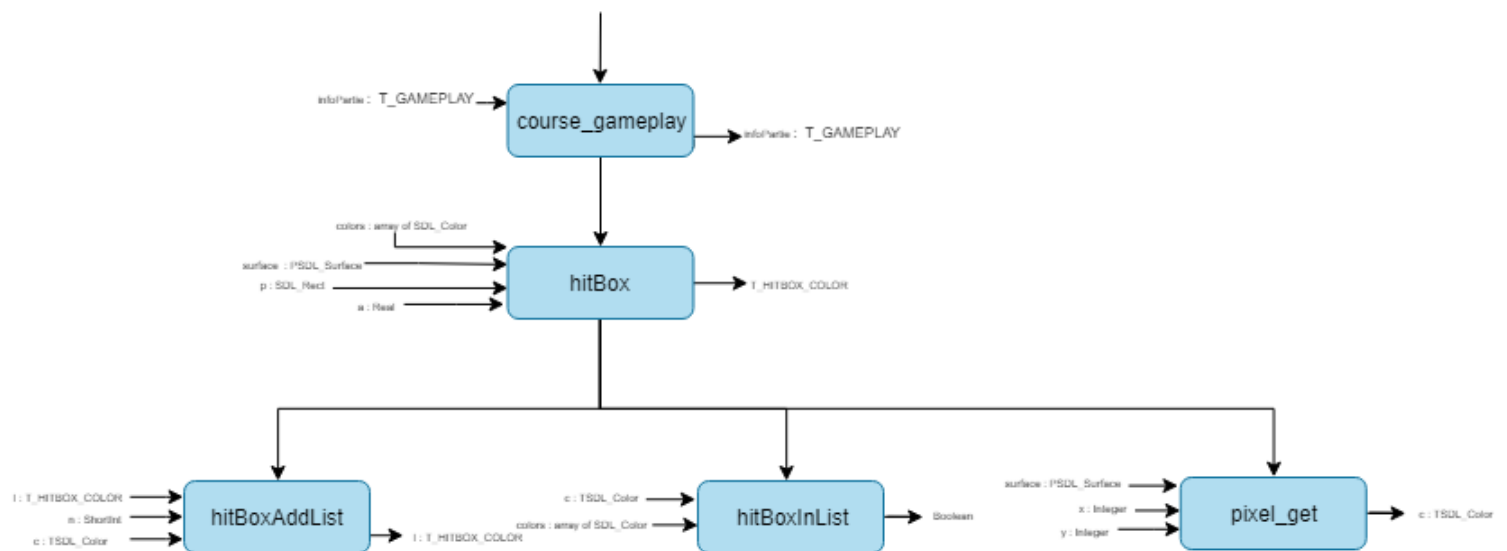 infoPartie : T_GAMEPLAY
course_gameplay
infoPartie : T_GAMEPLAY
colors : array of SDL_Color
surface : PSDL_Surface
p : SDL_Rect
a : Real
hitBox
T_HITBOX_COLOR
l : T_HITBOX_COLOR
n : ShortInt
c : TSDL_Color
hitBoxAddList
l : T_HITBOX_COLOR
c : TSDL_Color
colors : array of SDL_Color
hitBoxInList
Boolean
surface : PSDL_Surface
x : Integer
y : Integer
pixel_get
c : TSDL_Color